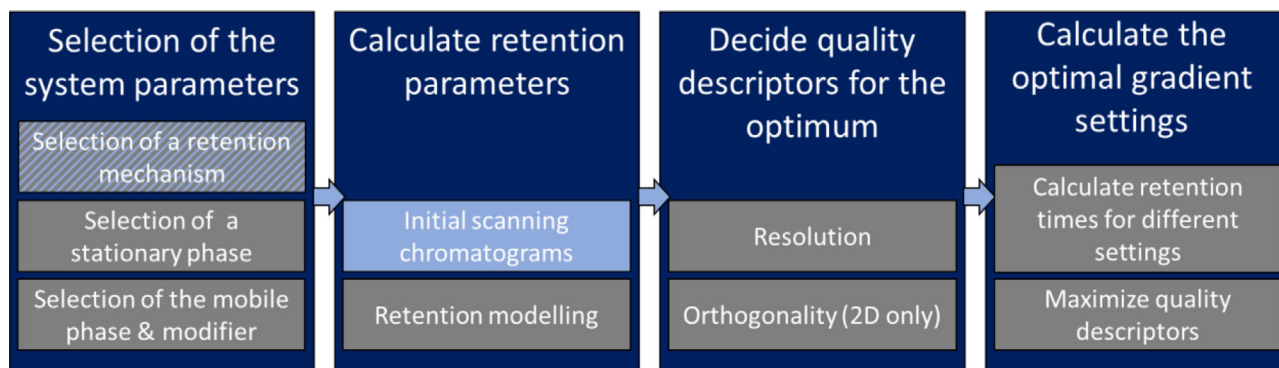 Selection of the
system parameters
Selection of a retention
mechanism
Selection of a
stationary phase
Selection of the mobile
phase & modifier
Calculate retention
parameters
Initial scanning
chromatograms
Retention modelling
Decide quality
descriptors for the
optimum
Resolution
Orthogonality (2D only)
Calculate the
optimal gradient
settings
Calculate retention
times for different
settings
Maximize quality
descriptors